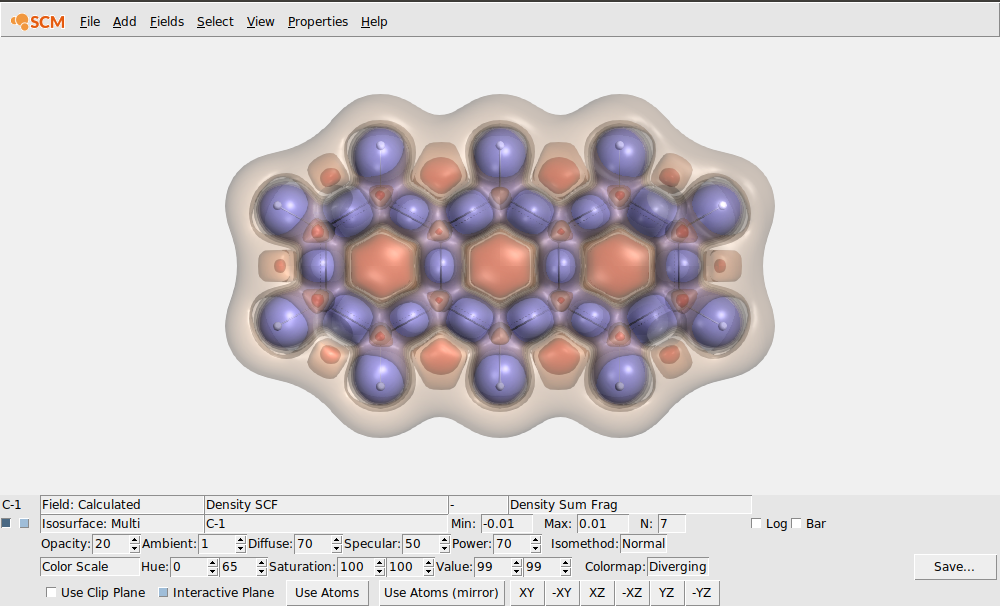 SCM File Add Fields Select View Properties Help
C-1 Field: Calculated Density SCF - Density Sum Frag
Isosurface: Multi C-1 Min: -0.01 Max: 0.01 N: 7 Log Bar
Opacity: 20 Ambient: 1 Diffuse: 70 Specular: 50 Power: 70 Isomethod: Normal
Color Scale Hue: 0 65 Saturation: 100 100 Value: 99 99 Colormap: Diverging Save...
Use Clip Plane Interactive Plane Use Atoms Use Atoms (mirror) XY -XY XZ -XZ YZ -YZ